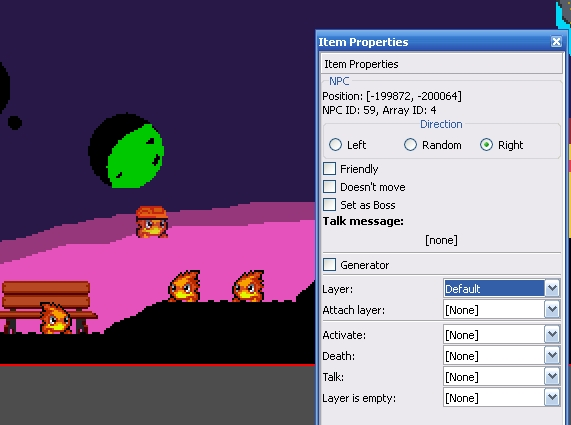 Item Properties
Item Properties
NPC
Position: [-199872, -200064]
NPC ID: 59, Array ID: 4
Direction
Left Random Right
Friendly
Doesn't move
Set as Boss
Talk message:
[none]
Generator
Layer: Default
Attach layer: [None]
Activate: [None]
Death: [None]
Talk: [None]
Layer is empty: [None]